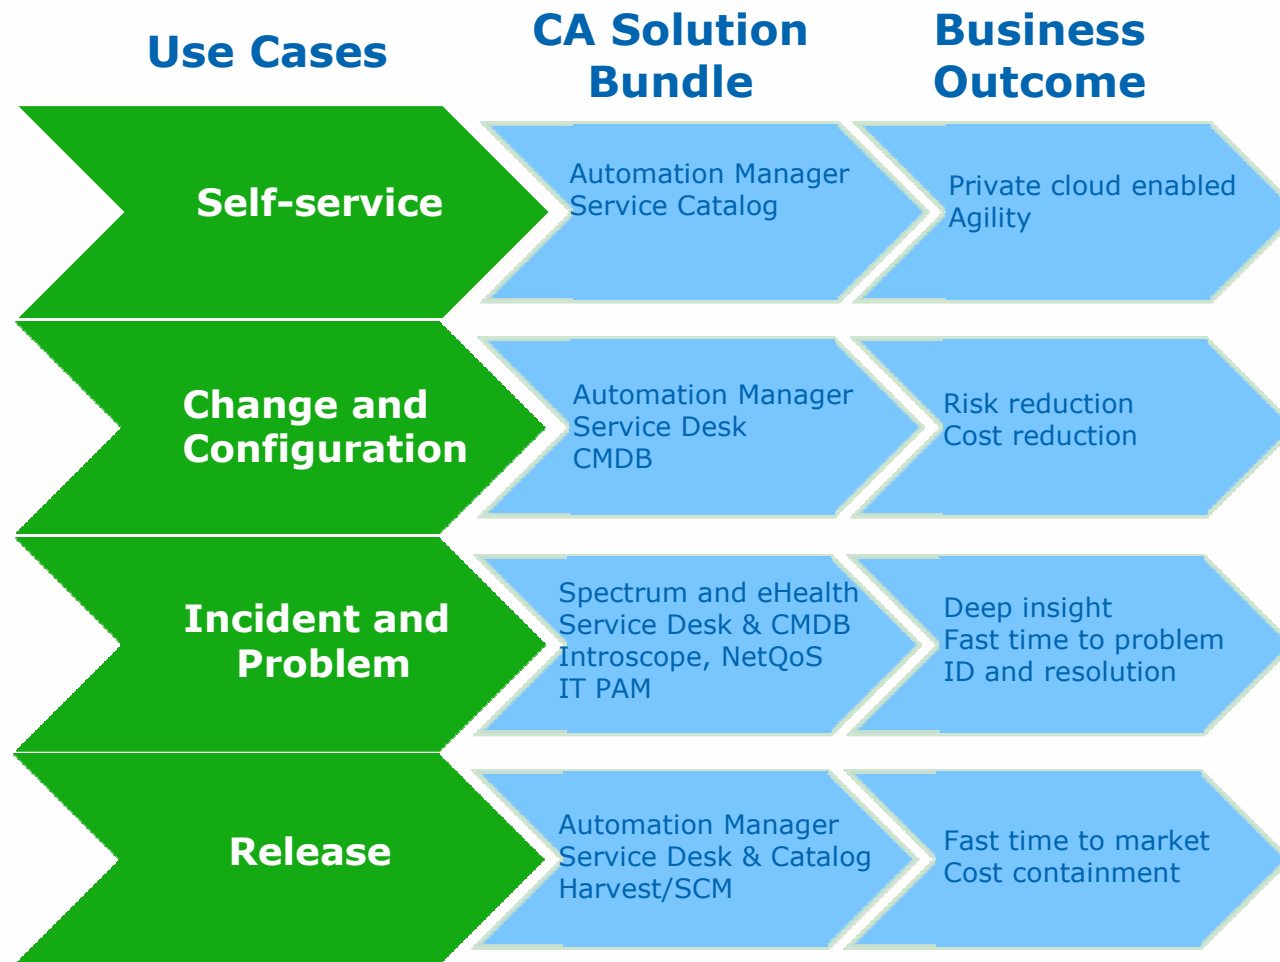 Use Cases
CA Solution
Bundle
Business
Outcome
Self-service
Automation Manager
Service Catalog
Private cloud enabled
Agility
Change and
Configuration
Automation Manager
Service Desk
CMDB
Risk reduction
Cost reduction
Incident and
Problem
Spectrum and eHealth
Service Desk & CMDB
Introscope, NetQoS
IT PAM
Deep insight
Fast time to problem
ID and resolution
Release
Automation Manager
Service Desk & Catalog
Harvest/SCM
Fast time to market
Cost containment